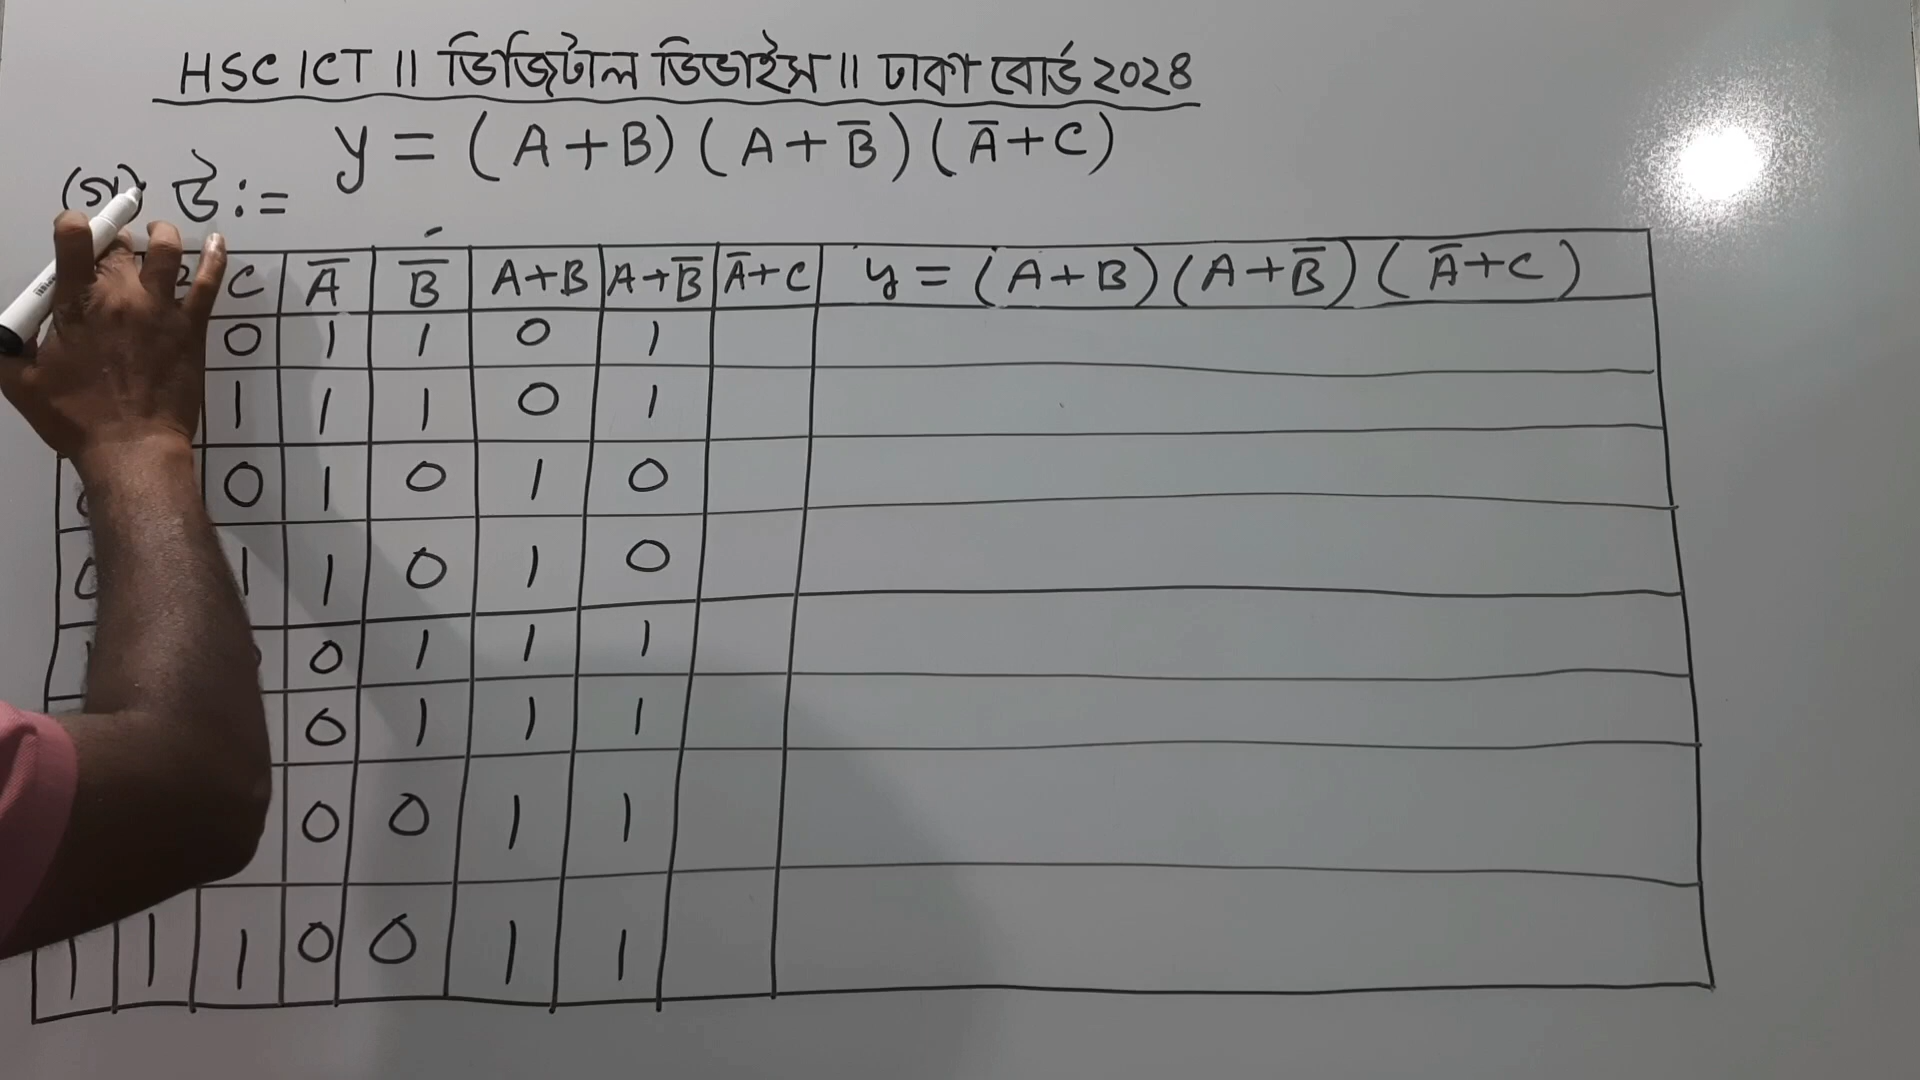 HSC ICT || ডিজিটাল ডিভাইস || ঢাকা বোর্ড ২০২৪
y = (A+B)(A+B̅)(A̅+C)
(গ) উঃ=
C A̅ B̅ A+B A+B̅ A̅+C y = (A+B)(A+B̅)(A̅+C)
0 1 1 0 1
1 1 1 0 1
0 1 0 1 0
0 1 1 0 1 0
0 1 1 1
0 1 1 1
0 0 1 1
1 1 1 0 0 1 1